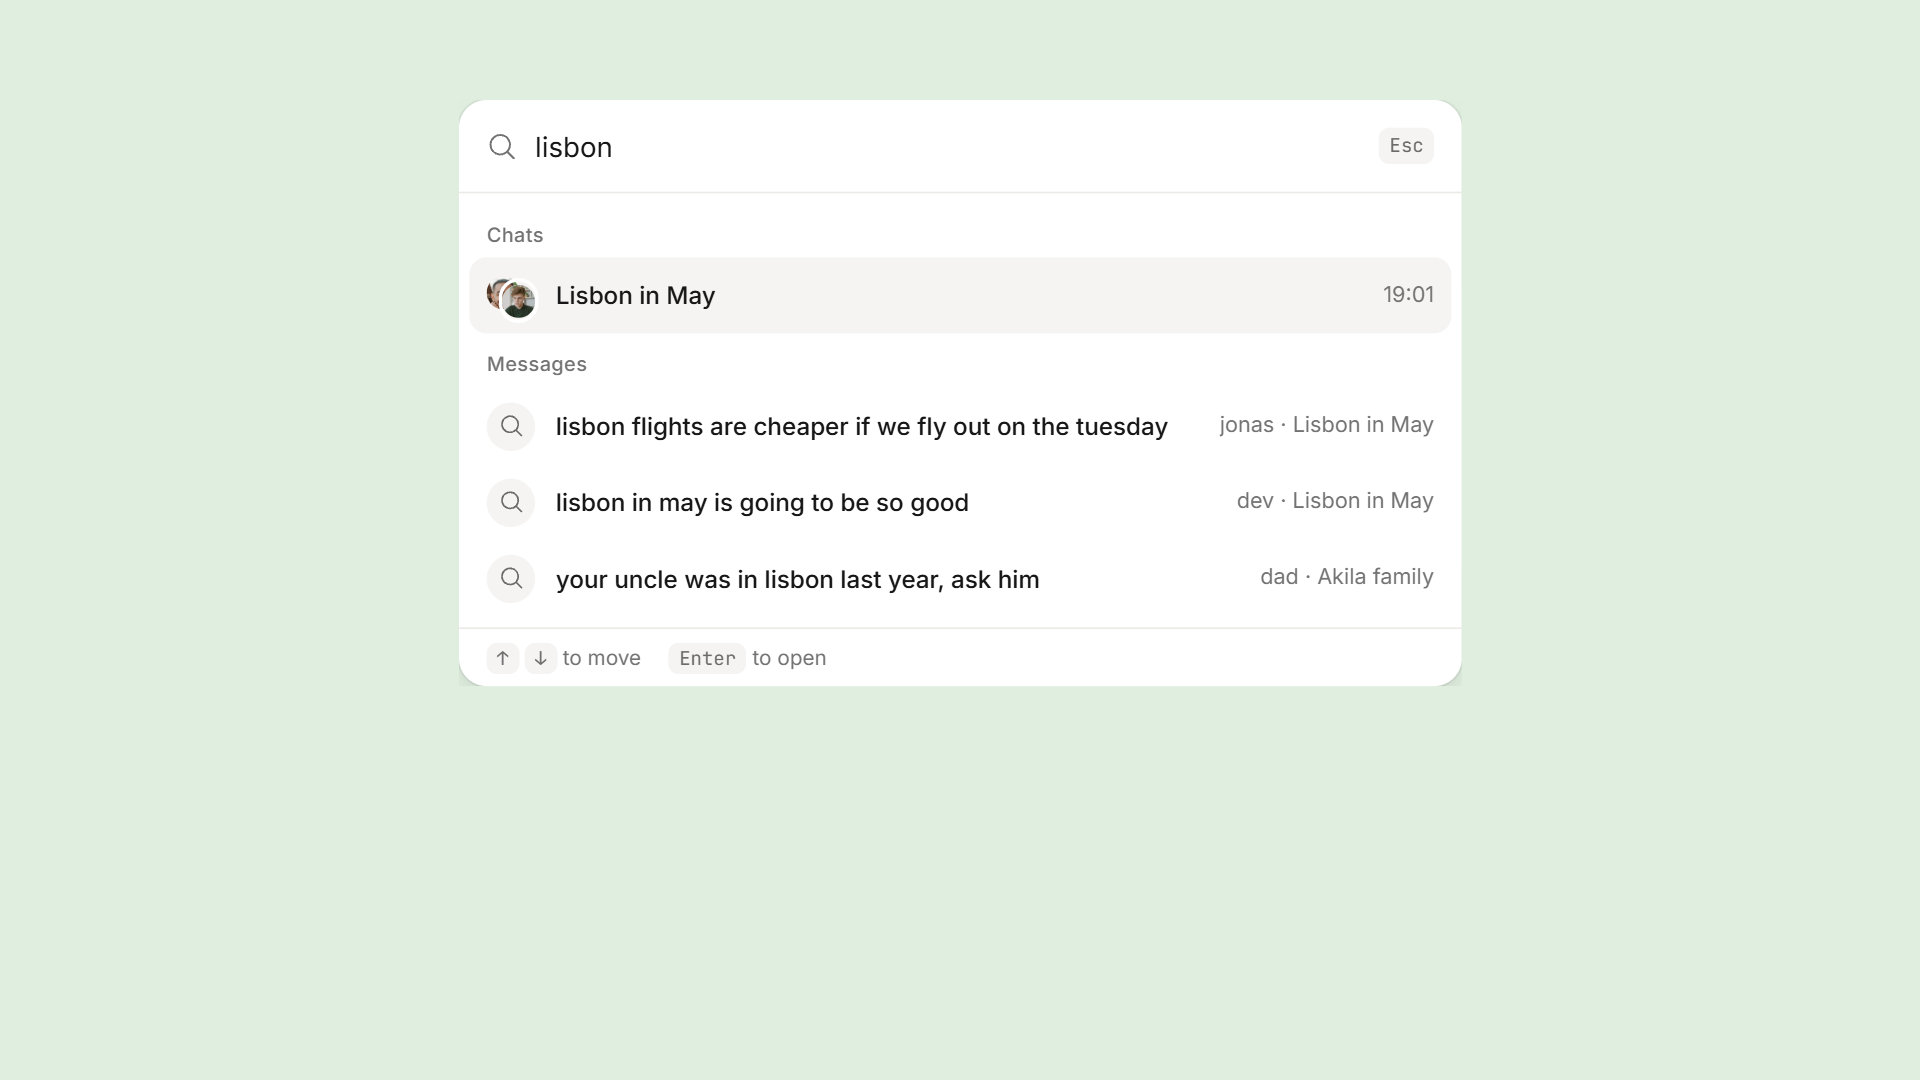 lisbon Esc
Chats
Lisbon in May 19:01
Messages
lisbon flights are cheaper if we fly out on the tuesday jonas · Lisbon in May
lisbon in may is going to be so good dev · Lisbon in May
your uncle was in lisbon last year, ask him dad · Akila family
↑ ↓ to move Enter to open